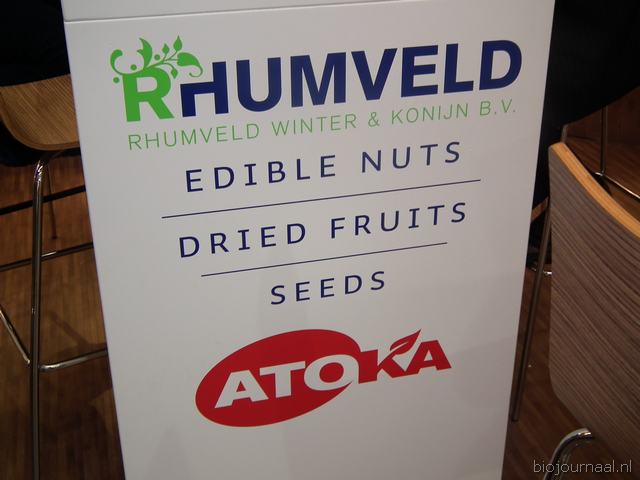 RHUMVELD
RHUMVELD WINTER & KONIJN B.V.
EDIBLE NUTS
DRIED FRUITS
SEEDS
ATOKA
biojournaal.nl